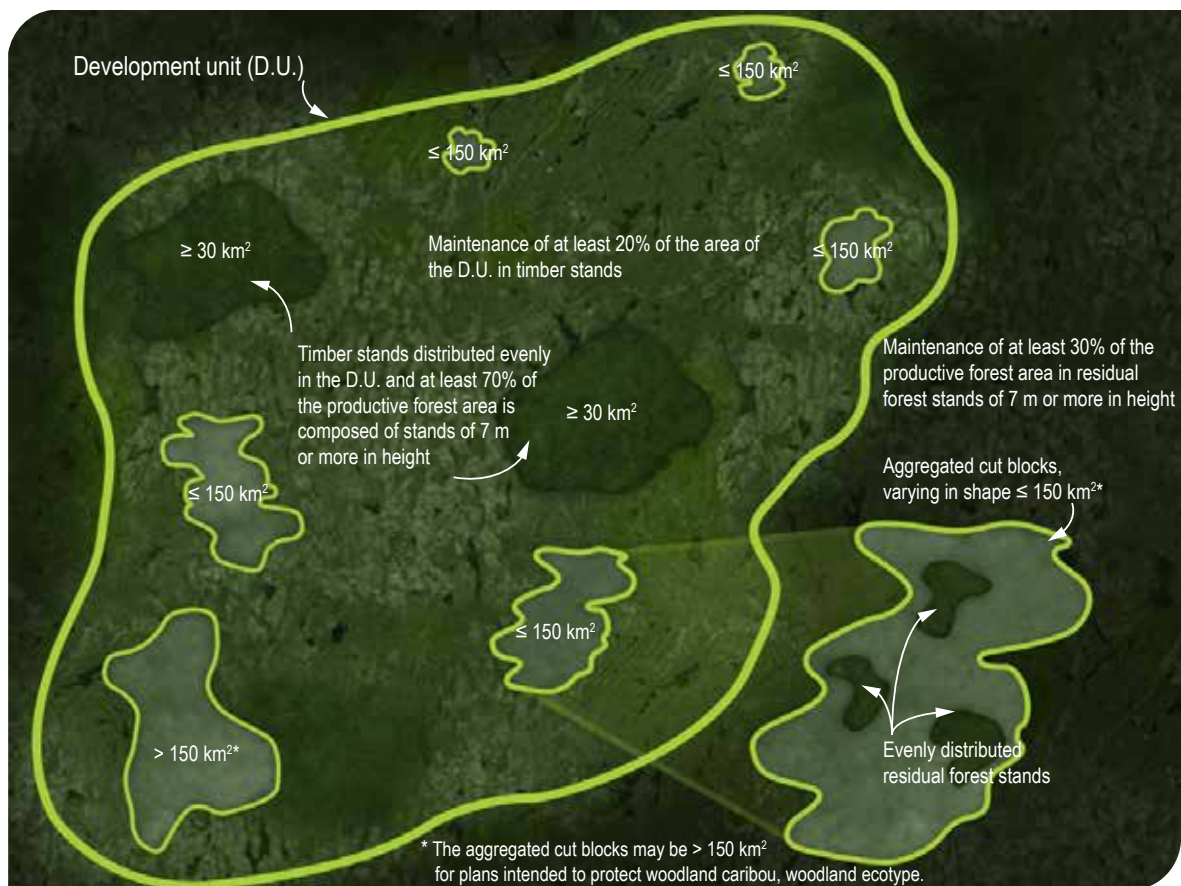 Development unit (D.U.)
≤ 150 km²
≤ 150 km²
≥ 30 km²
Maintenance of at least 20% of the area of
the D.U. in timber stands
≤ 150 km²
Timber stands distributed evenly
in the D.U. and at least 70% of
the productive forest area is
composed of stands of 7 m
or more in height
Maintenance of at least 30% of the
productive forest area in residual
forest stands of 7 m or more in height
≥ 30 km²
Aggregated cut blocks,
varying in shape ≤ 150 km²*
≤ 150 km²
≤ 150 km²
> 150 km²*
Evenly distributed
residual forest stands
* The aggregated cut blocks may be > 150 km²
for plans intended to protect woodland caribou, woodland ecotype.